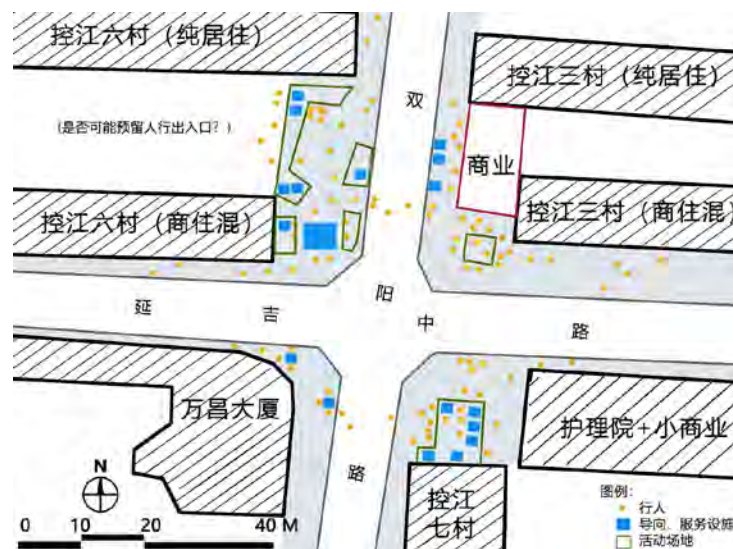 控江六村（纯居住）
双
控江三村（纯居住）
（是否可能预留人行出入口？）
商业
控江六村（商住混）
控江三村（商住混）
延
吉
阳
中
路
万昌大厦
护理院+小商业
路
控江
七村
N
0 10 20 40 M
图例：
行人
导向、服务设施
活动场地